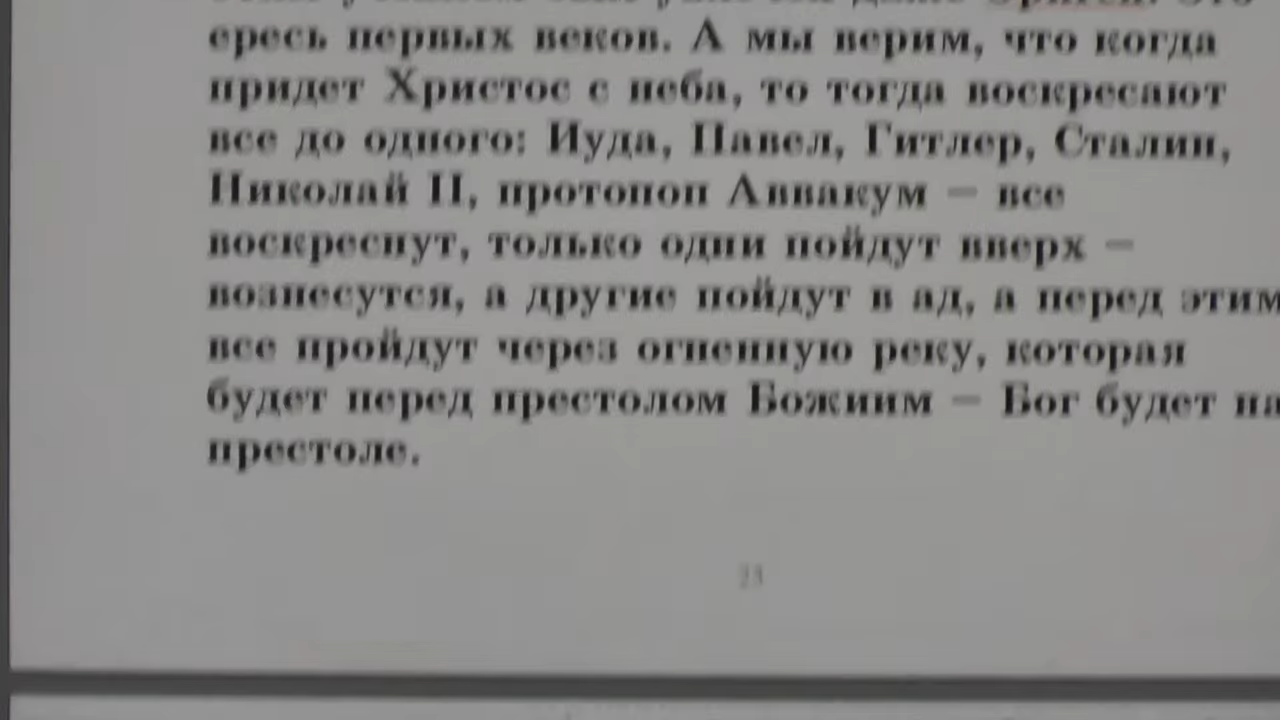 ересь первых веков. А мы верим, что когда
придет Христос с неба, то тогда воскресают
все до одного: Иуда, Павел, Гитлер, Сталин,
Николай II, протопоп Аввакум – все
воскреснут, только одни пойдут вверх –
вознесутся, а другие пойдут в ад, а перед этим
все пройдут через огненную реку, которая
будет перед престолом Божиим – Бог будет на
престоле.
23